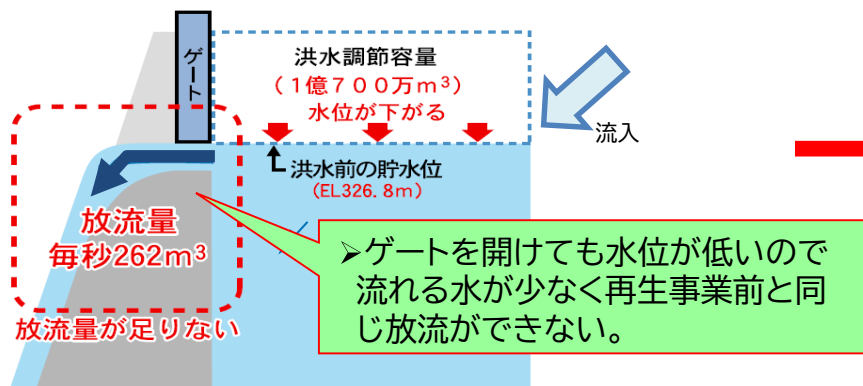 ゲート
洪水調節容量
(1億700万m³)
水位が下がる
流入
洪水前の貯水位
(EL326.8m)
放流量
毎秒262m³
放流量が足りない
➢ゲートを開けても水位が低いので
流れる水が少なく再生事業前と同
じ放流ができない。